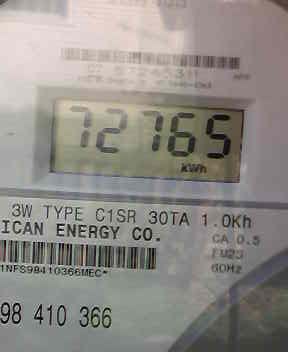 72765
kWh
3W TYPE C1SR 30TA 1.0Kh
ICAN ENERGY CO.
CA 0.5
60Hz
1NFS98410366MEC*
98 410 366